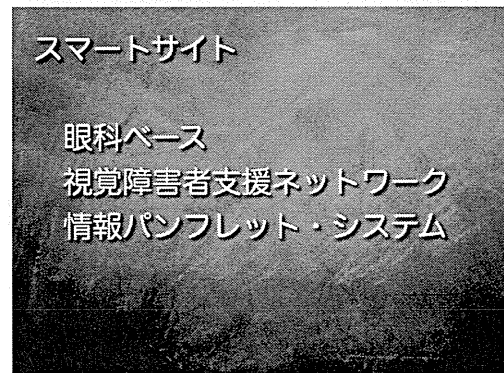 スマートサイト
眼科ベース
視覚障害者支援ネットワーク
情報パンフレット・システム